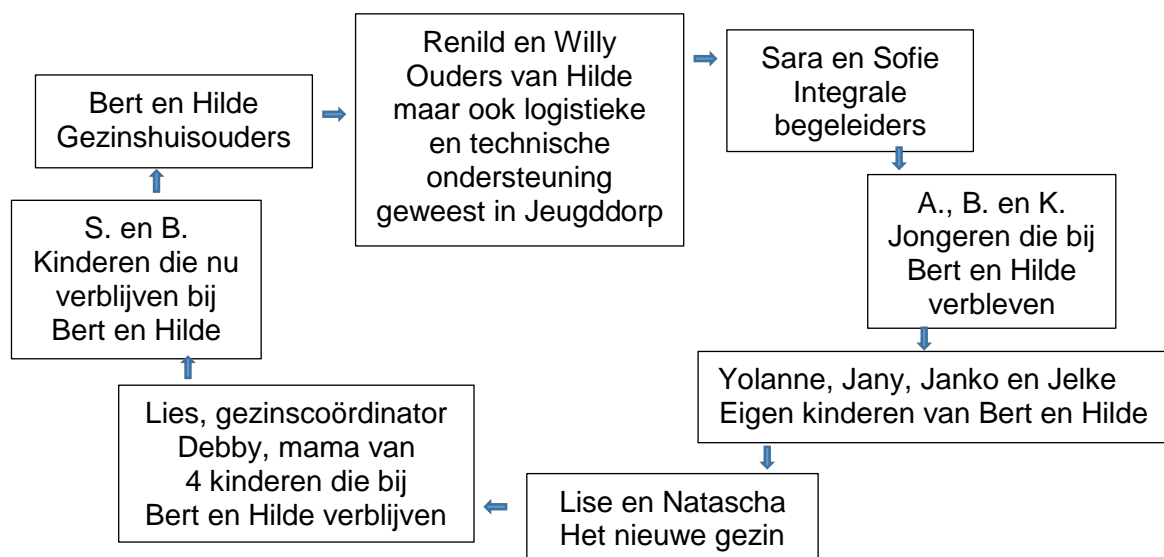 Bert en Hilde
Gezinshuisouders
Renild en Willy
Ouders van Hilde
maar ook logistieke
en technische
ondersteuning
geweest in Jeugddorp
Sara en Sofie
Integrale
begeleiders
A., B. en K.
Jongeren die bij
Bert en Hilde
verbleven
Yolanne, Jany, Janko en Jelke
Eigen kinderen van Bert en Hilde
Lise en Natascha
Het nieuwe gezin
Lies, gezinscoördinator
Debby, mama van
4 kinderen die bij
Bert en Hilde verblijven
S. en B.
Kinderen die nu
verblijven bij
Bert en Hilde